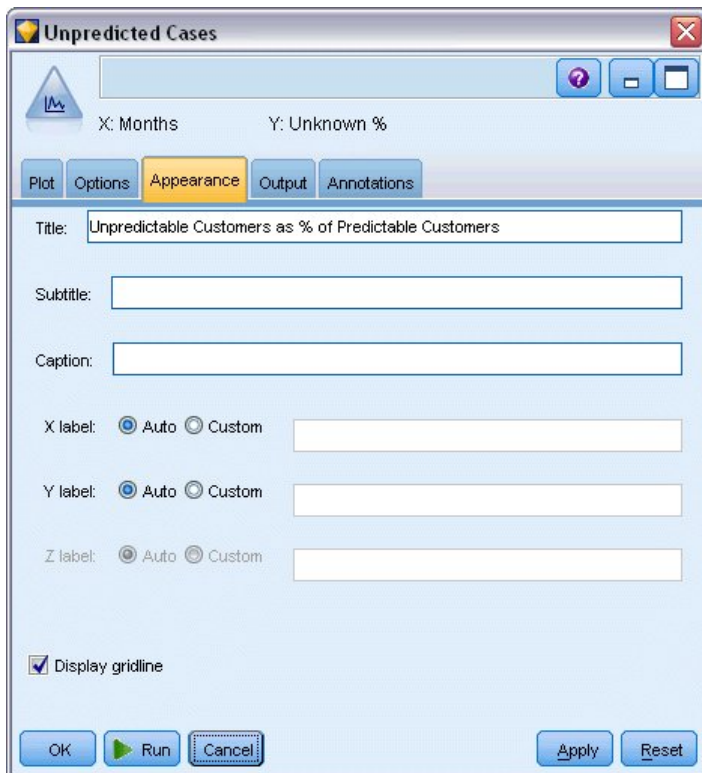 Unpredicted Cases
X: Months Y: Unknown %
Plot Options Appearance Output Annotations
Title: Unpredictable Customers as % of Predictable Customers
Subtitle:
Caption:
X label: Auto Custom
Y label: Auto Custom
Z label: Auto Custom
Display gridline
OK Run Cancel Apply Reset